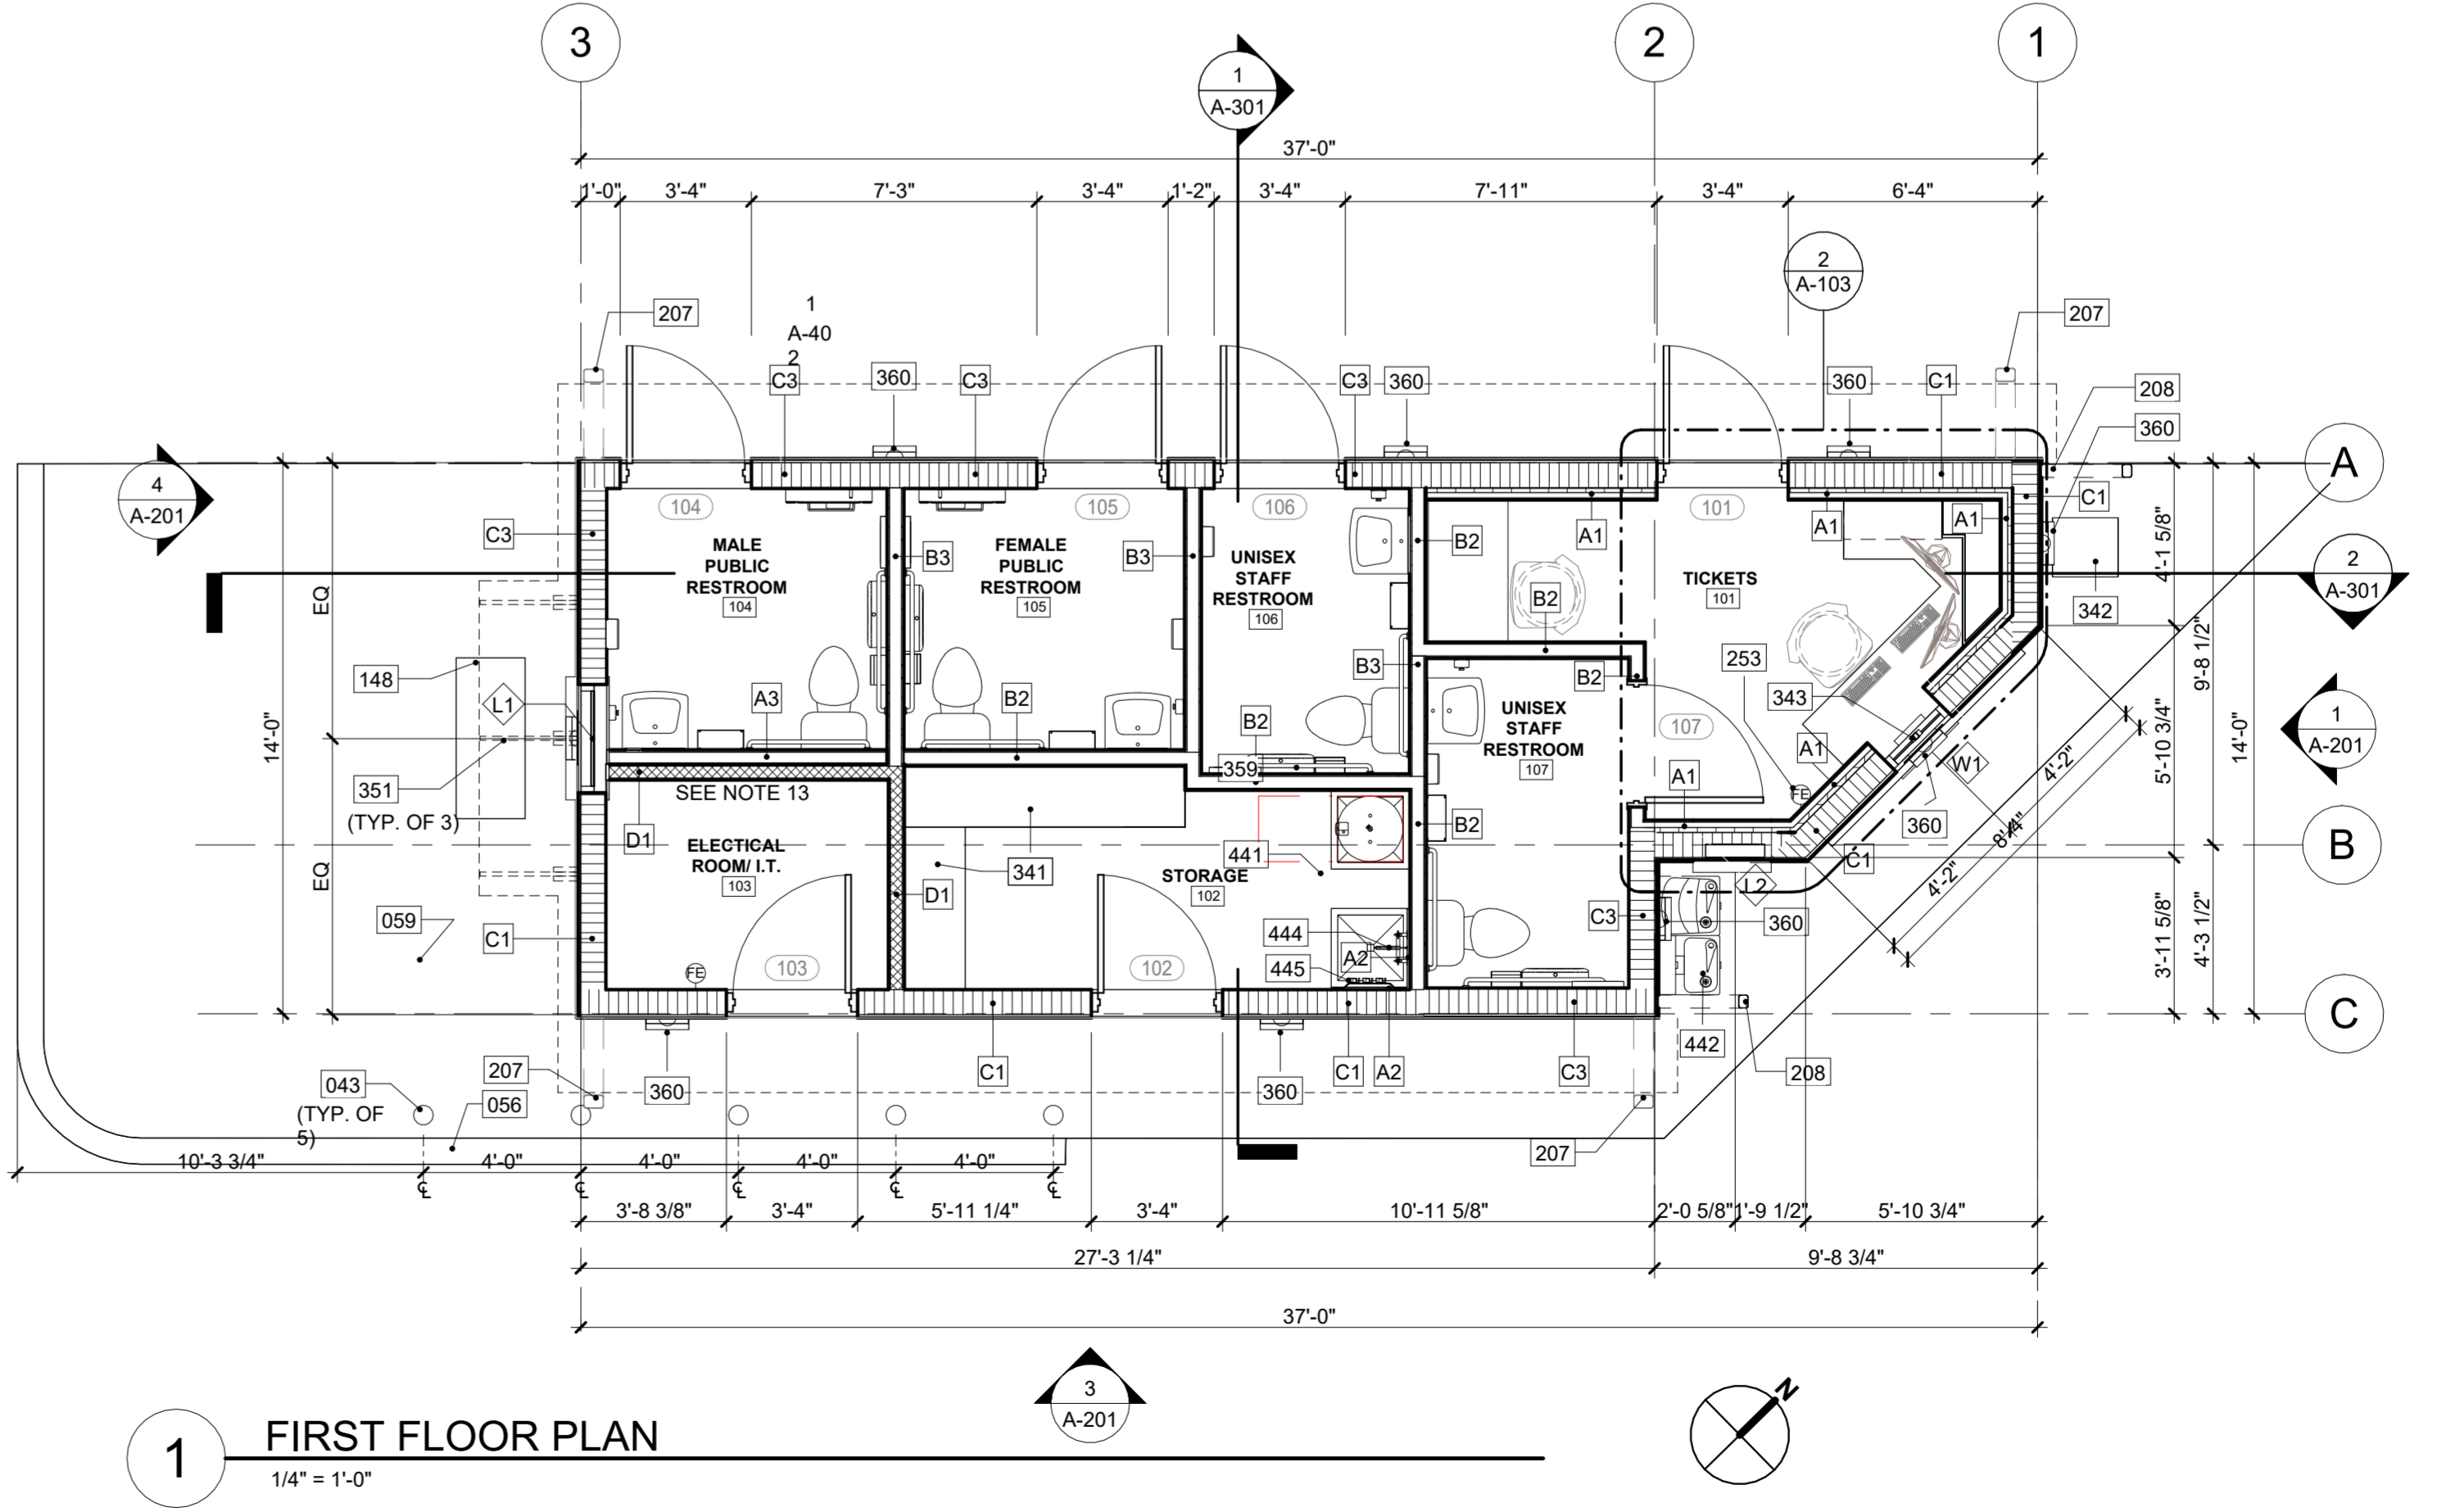 3
2
1
1
A-301
37'-0"
1'-0"
3'-4"
7'-3"
3'-4"
1'-2"
3'-4"
7'-11"
3'-4"
6'-4"
2
A-103
207
1
A-40
2
207
C3
360
C3
C3
360
360
C1
208
360
A
4
A-201
104
105
106
101
C1
C3
MALE
PUBLIC
RESTROOM
104
B3
FEMALE
PUBLIC
RESTROOM
105
B3
UNISEX
STAFF
RESTROOM
106
B2
A1
A1
A1
4'-1 5/8"
TICKETS
101
B2
2
A-301
342
EQ
148
L1
A3
B2
B3
B2
253
343
9'-8 1/2"
UNISEX
STAFF
RESTROOM
107
107
B2
359
A1
A1
W1
1
A-201
14'-0"
5'-10 3/4"
14'-0"
4'-2"
351
(TYP. OF 3)
SEE NOTE 13
D1
FE
B2
360
8'-4"
B
ELECTICAL
ROOM/ I.T.
103
341
441
STORAGE
102
C1
L2
4'-2"
EQ
D1
059
C1
C3
360
444
A2
445
3'-11 5/8"
4'-3 1/2"
FE
103
102
C
442
207
360
C1
360
C1
A2
C3
208
043
(TYP. OF
5)
056
207
10'-3 3/4"
4'-0"
4'-0"
4'-0"
4'-0"
℄
℄
℄
℄
℄
3'-8 3/8"
3'-4"
5'-11 1/4"
3'-4"
10'-11 5/8"
2'-0 5/8"
1'-9 1/2"
5'-10 3/4"
27'-3 1/4"
9'-8 3/4"
37'-0"
3
A-201
N
1
FIRST FLOOR PLAN
1/4" = 1'-0"